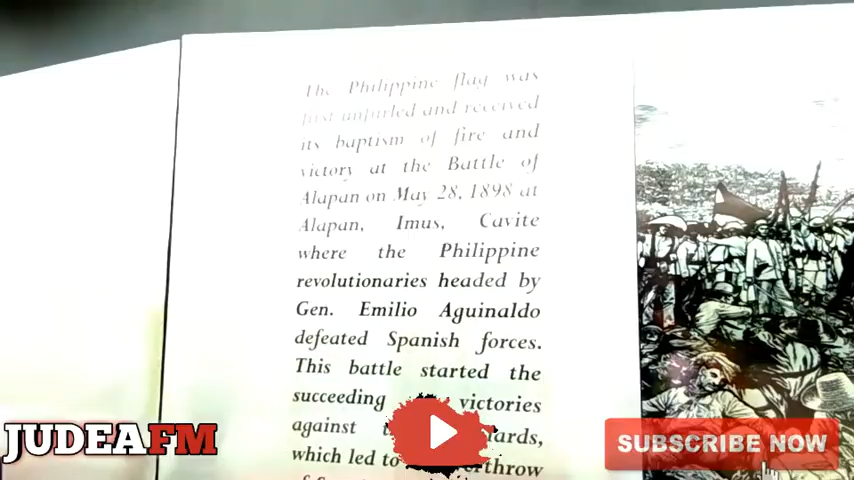 The Philippine flag was
first unfurled and received
its baptism of fire and
victory at the Battle of
Alapan on May 28, 1898 at
Alapan, Imus, Cavite
where the Philippine
revolutionaries headed by
Gen. Emilio Aguinaldo
defeated Spanish forces.
This battle started the
succeeding victories
against
which led to
JUDEAFM
SUBSCRIBE NOW